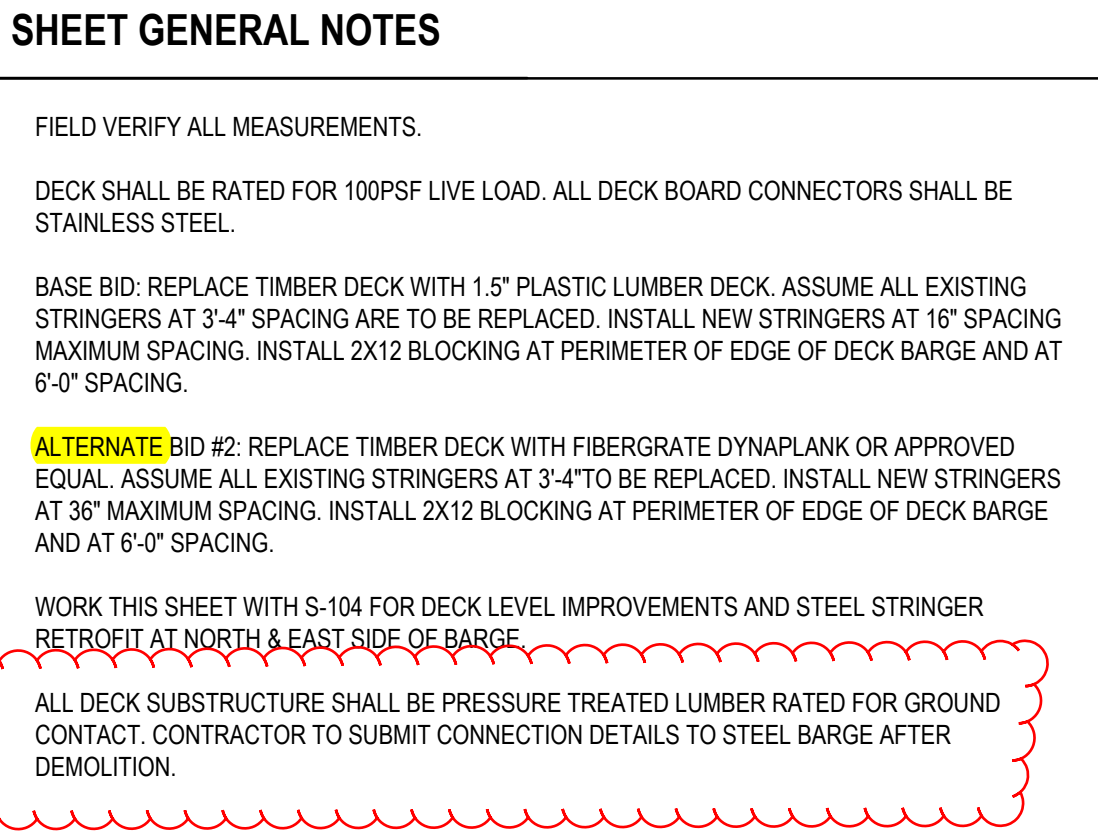 SHEET GENERAL NOTES
FIELD VERIFY ALL MEASUREMENTS.
DECK SHALL BE RATED FOR 100PSF LIVE LOAD. ALL DECK BOARD CONNECTORS SHALL BE
STAINLESS STEEL.
BASE BID: REPLACE TIMBER DECK WITH 1.5" PLASTIC LUMBER DECK. ASSUME ALL EXISTING
STRINGERS AT 3'-4" SPACING ARE TO BE REPLACED. INSTALL NEW STRINGERS AT 16" SPACING
MAXIMUM SPACING. INSTALL 2X12 BLOCKING AT PERIMETER OF EDGE OF DECK BARGE AND AT
6'-0" SPACING.
ALTERNATE BID #2: REPLACE TIMBER DECK WITH FIBERGRATE DYNAPLANK OR APPROVED
EQUAL. ASSUME ALL EXISTING STRINGERS AT 3'-4"TO BE REPLACED. INSTALL NEW STRINGERS
AT 36" MAXIMUM SPACING. INSTALL 2X12 BLOCKING AT PERIMETER OF EDGE OF DECK BARGE
AND AT 6'-0" SPACING.
WORK THIS SHEET WITH S-104 FOR DECK LEVEL IMPROVEMENTS AND STEEL STRINGER
RETROFIT AT NORTH & EAST SIDE OF BARGE.
ALL DECK SUBSTRUCTURE SHALL BE PRESSURE TREATED LUMBER RATED FOR GROUND
CONTACT. CONTRACTOR TO SUBMIT CONNECTION DETAILS TO STEEL BARGE AFTER
DEMOLITION.